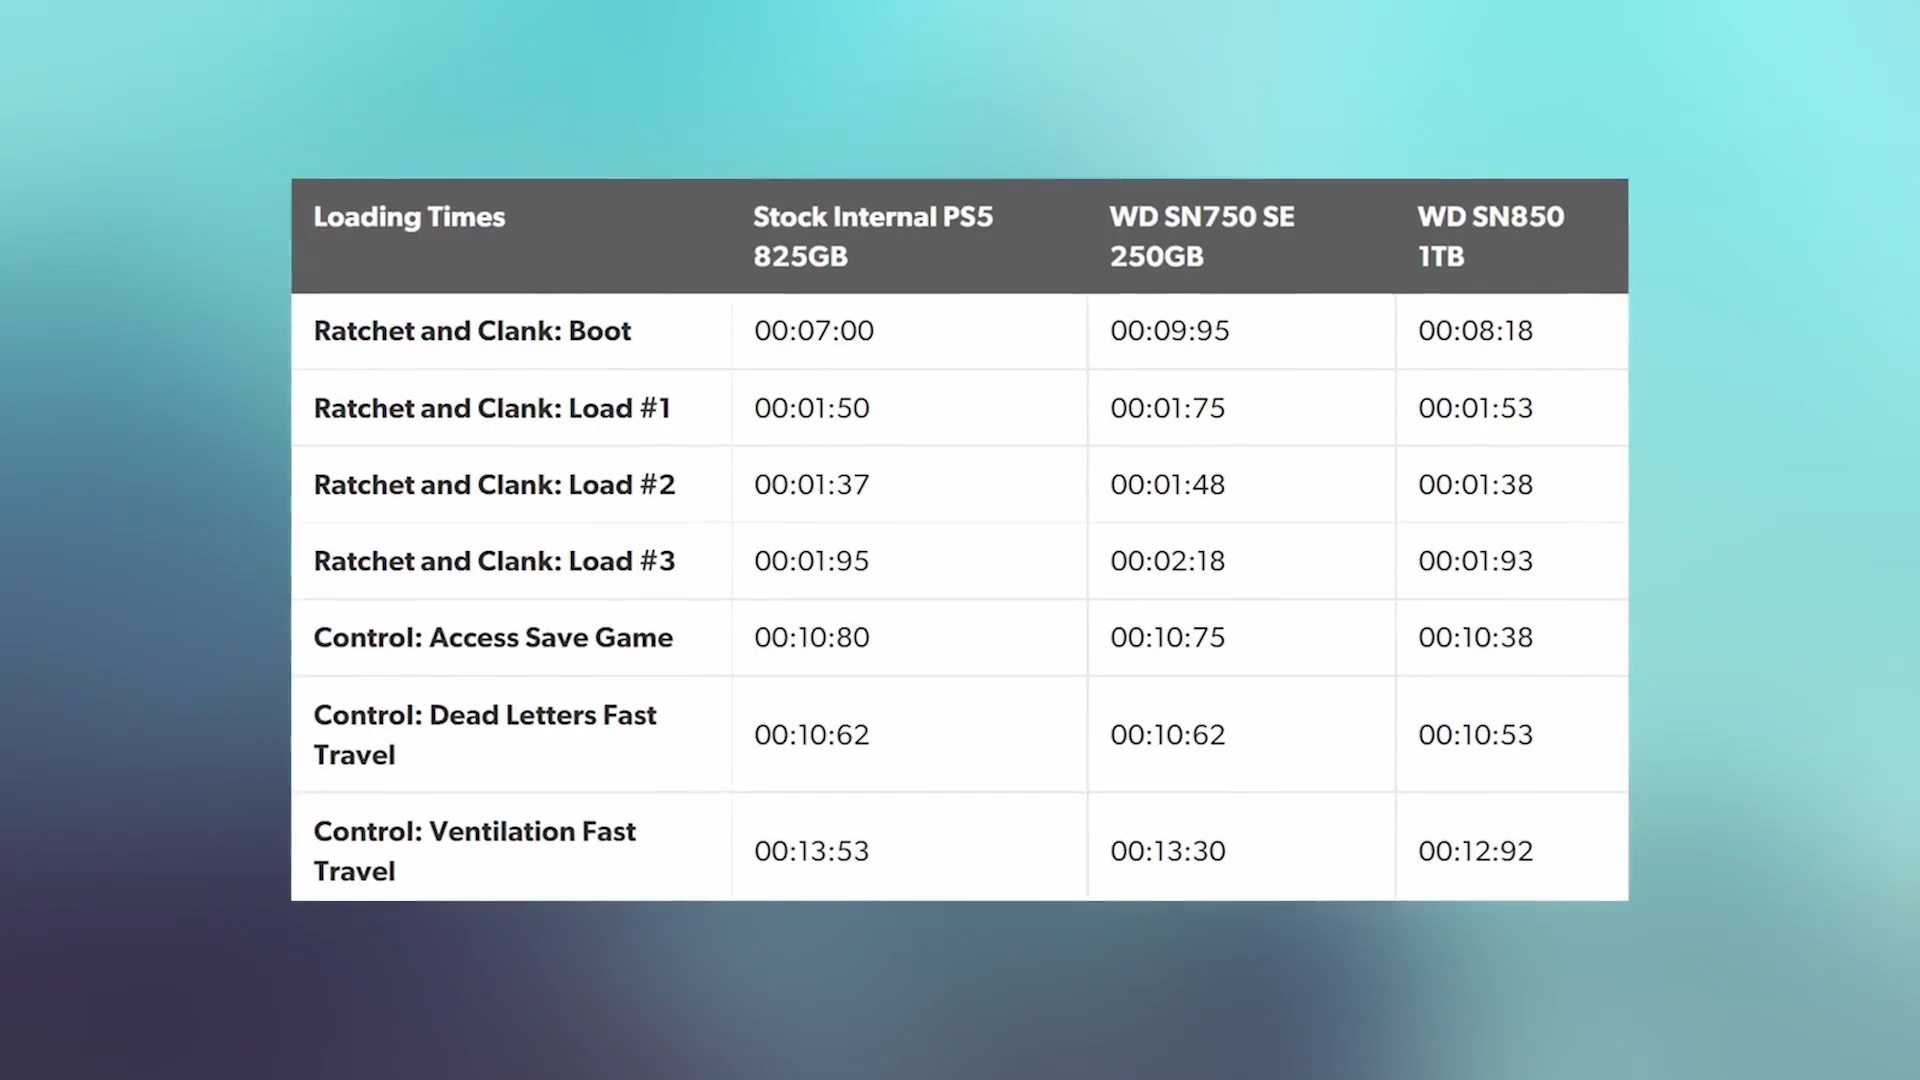 Loading Times
Stock Internal PS5
825GB
WD SN750 SE
250GB
WD SN850
1TB
Ratchet and Clank: Boot
00:07:00
00:09:95
00:08:18
Ratchet and Clank: Load #1
00:01:50
00:01:75
00:01:53
Ratchet and Clank: Load #2
00:01:37
00:01:48
00:01:38
Ratchet and Clank: Load #3
00:01:95
00:02:18
00:01:93
Control: Access Save Game
00:10:80
00:10:75
00:10:38
Control: Dead Letters Fast
Travel
00:10:62
00:10:62
00:10:53
Control: Ventilation Fast
Travel
00:13:53
00:13:30
00:12:92